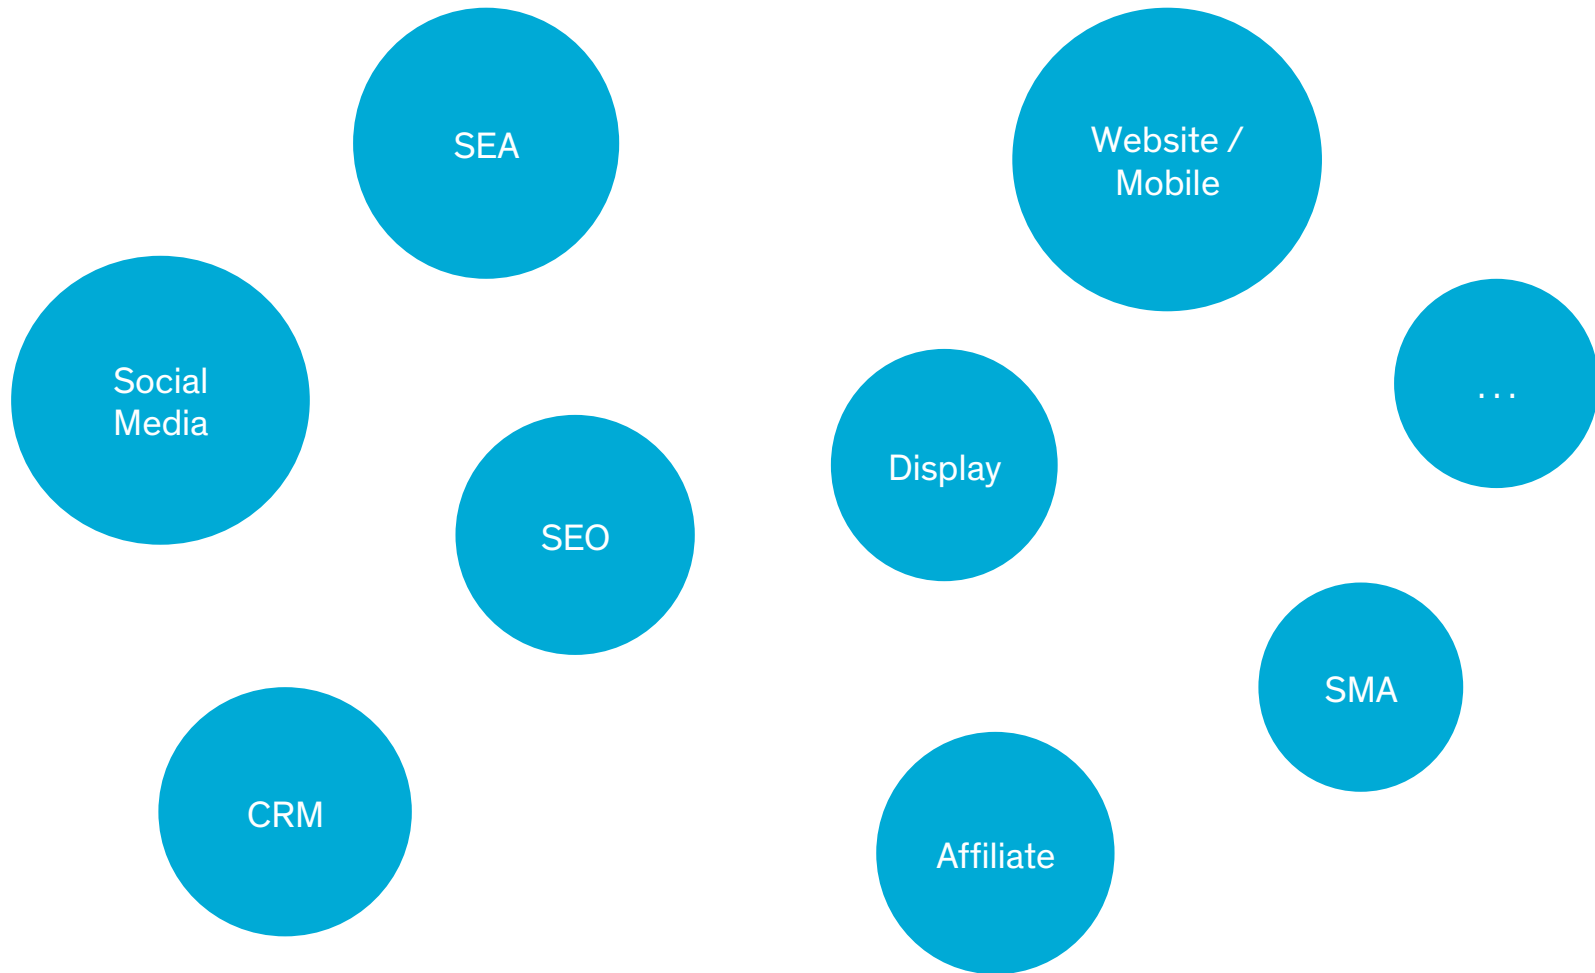 SEA
Website /
Mobile
Social
Media
...
Display
SEO
SMA
CRM
Affiliate